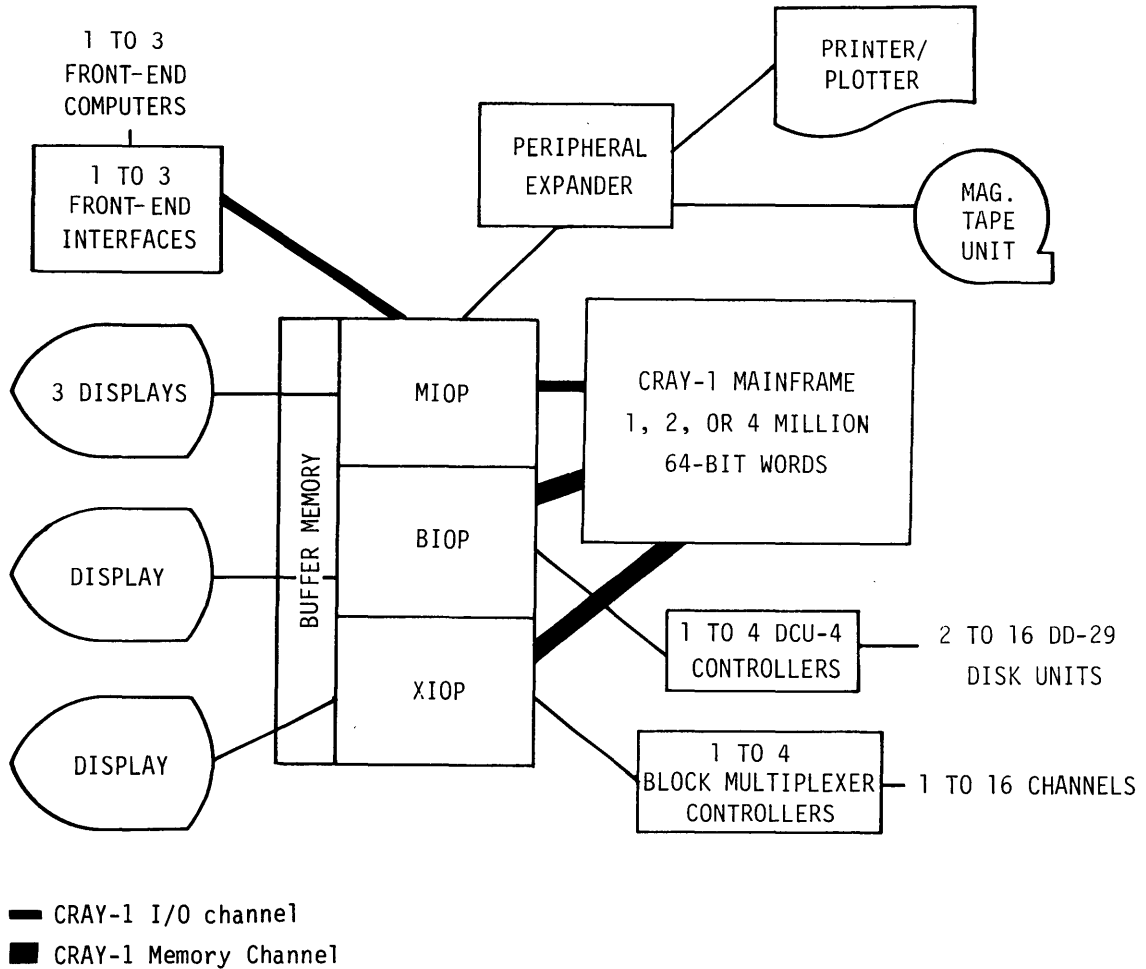 1 TO 3
FRONT-END
COMPUTERS
1 TO 3
FRONT-END
INTERFACES
PERIPHERAL
EXPANDER
PRINTER/
PLOTTER
MAG.
TAPE
UNIT
3 DISPLAYS
DISPLAY
DISPLAY
BUFFER MEMORY
MIOP
BIOP
XIOP
CRAY-1 MAINFRAME
1, 2, OR 4 MILLION
64-BIT WORDS
1 TO 4 DCU-4
CONTROLLERS
2 TO 16 DD-29
DISK UNITS
1 TO 4
BLOCK MULTIPLEXER
CONTROLLERS
1 TO 16 CHANNELS
CRAY-1 I/O channel
CRAY-1 Memory Channel